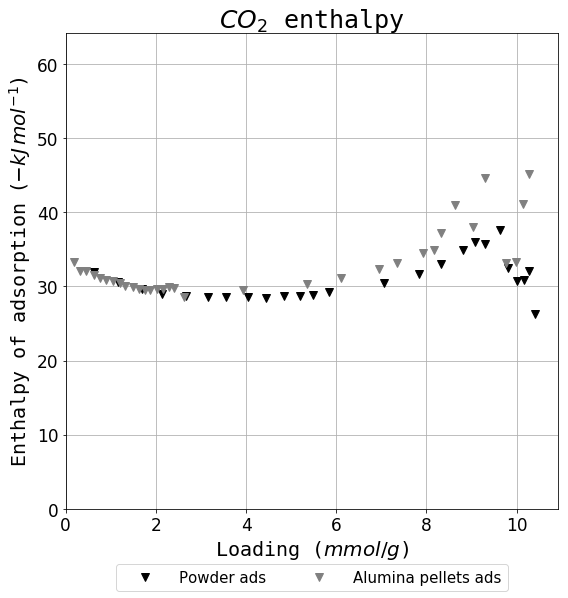 CO₂ enthalpy
Enthalpy of adsorption (−kJ mol⁻¹)
60
50
40
30
20
10
0
0 2 4 6 8 10
Loading (mmol/g)
Powder ads Alumina pellets ads